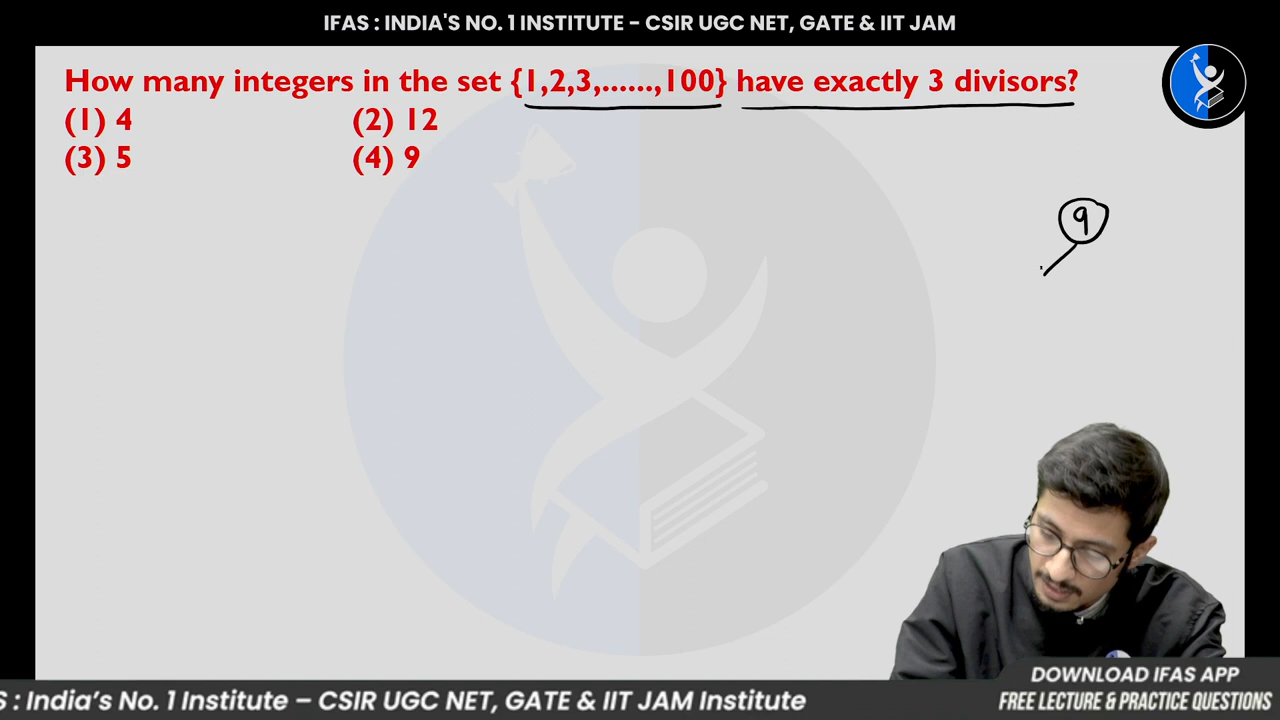 IFAS : INDIA'S NO. 1 INSTITUTE – CSIR UGC NET, GATE & IIT JAM
How many integers in the set {1,2,3,......,100} have exactly 3 divisors?
(1) 4 (2) 12
(3) 5 (4) 9
9
DOWNLOAD IFAS APP
S : India's No. 1 Institute – CSIR UGC NET, GATE & IIT JAM Institute
FREE LECTURE & PRACTICE QUESTIONS